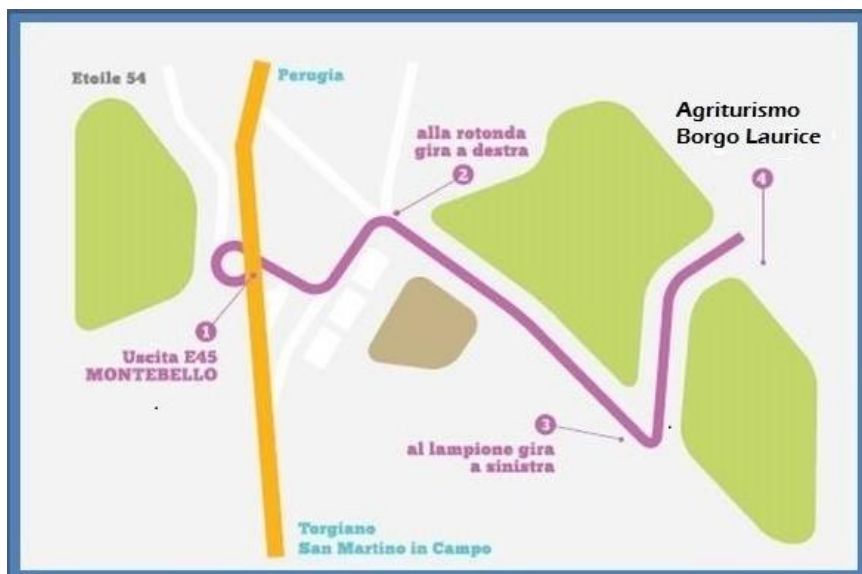 Etoile 54
Perugia
alla rotonda
gira a destra
2
Agriturismo
Borgo Laurice
4
1
Uscita E45
MONTEBELLO
3
al lampione gira
a sinistra
Torgiano
San Martino in Campo